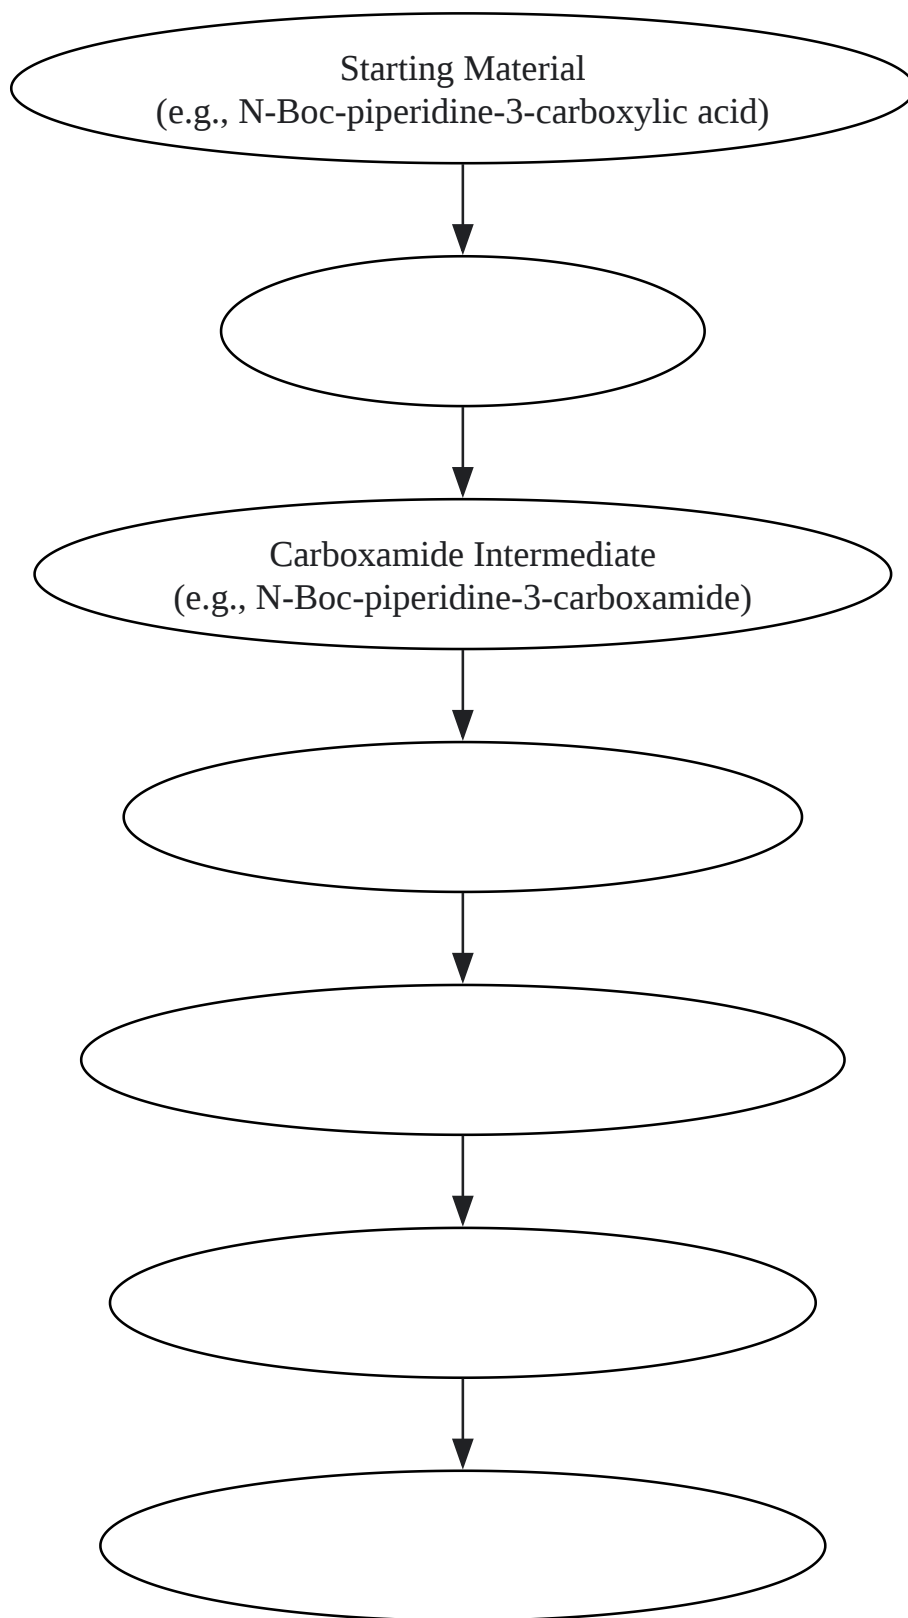 Starting Material
(e.g., N-Boc-piperidine-3-carboxylic acid)
Carboxamide Intermediate
(e.g., N-Boc-piperidine-3-carboxamide)